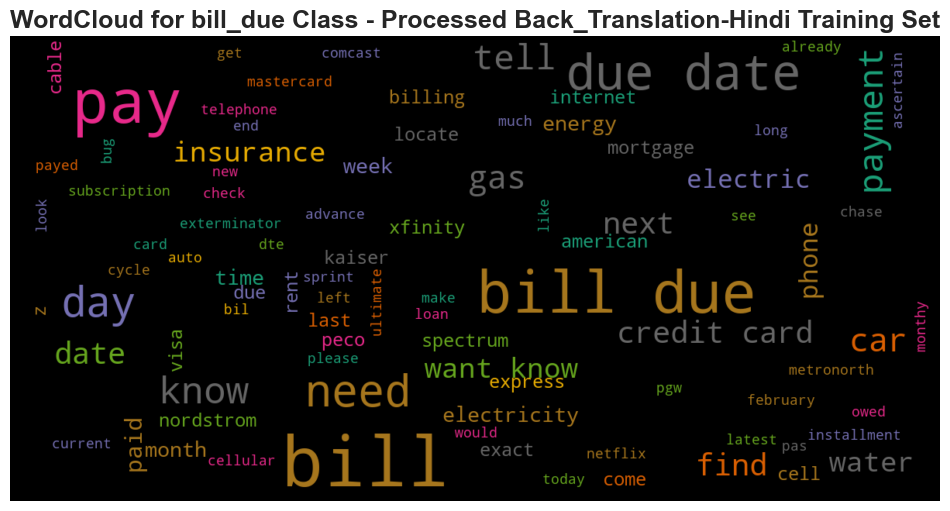 WordCloud for bill_due Class - Processed Back_Translation-Hindi Training Set
cable
get
comcast
tell
due date
already
ascertain
pay
mastercard
billing
internet
payment
telephone
end
locate
much
energy
long
bug
insurance
mortgage
payed
new
week
gas
electric
subscription
check
look
exterminator
advance
xfinity
like
next
see
chase
card
dte
american
phone
cycle
auto
kaiser
time
sprint
bill due
day
due
rent
left
ultimate
make
z
bil
last
loan
credit card
monthy
date
visa
peco
spectrum
car
please
want know
metronorth
know
need
express
pgw
february
nordstrom
electricity
owed
current
paid
month
bill
would
exact
netflix
latest
installment
pas
cellular
find
cell
water
today
come